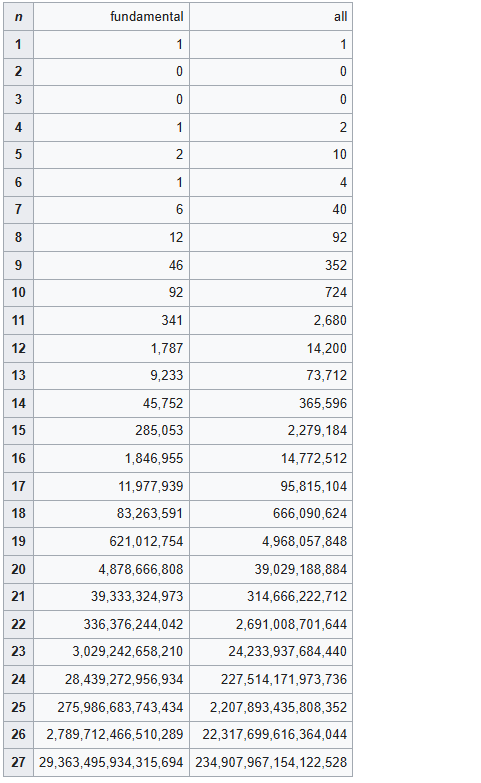 n fundamental all
1 1 1
2 0 0
3 0 0
4 1 2
5 2 10
6 1 4
7 6 40
8 12 92
9 46 352
10 92 724
11 341 2,680
12 1,787 14,200
13 9,233 73,712
14 45,752 365,596
15 285,053 2,279,184
16 1,846,955 14,772,512
17 11,977,939 95,815,104
18 83,263,591 666,090,624
19 621,012,754 4,968,057,848
20 4,878,666,808 39,029,188,884
21 39,333,324,973 314,666,222,712
22 336,376,244,042 2,691,008,701,644
23 3,029,242,658,210 24,233,937,684,440
24 28,439,272,956,934 227,514,171,973,736
25 275,986,683,743,434 2,207,893,435,808,352
26 2,789,712,466,510,289 22,317,699,616,364,044
27 29,363,495,934,315,694 234,907,967,154,122,528